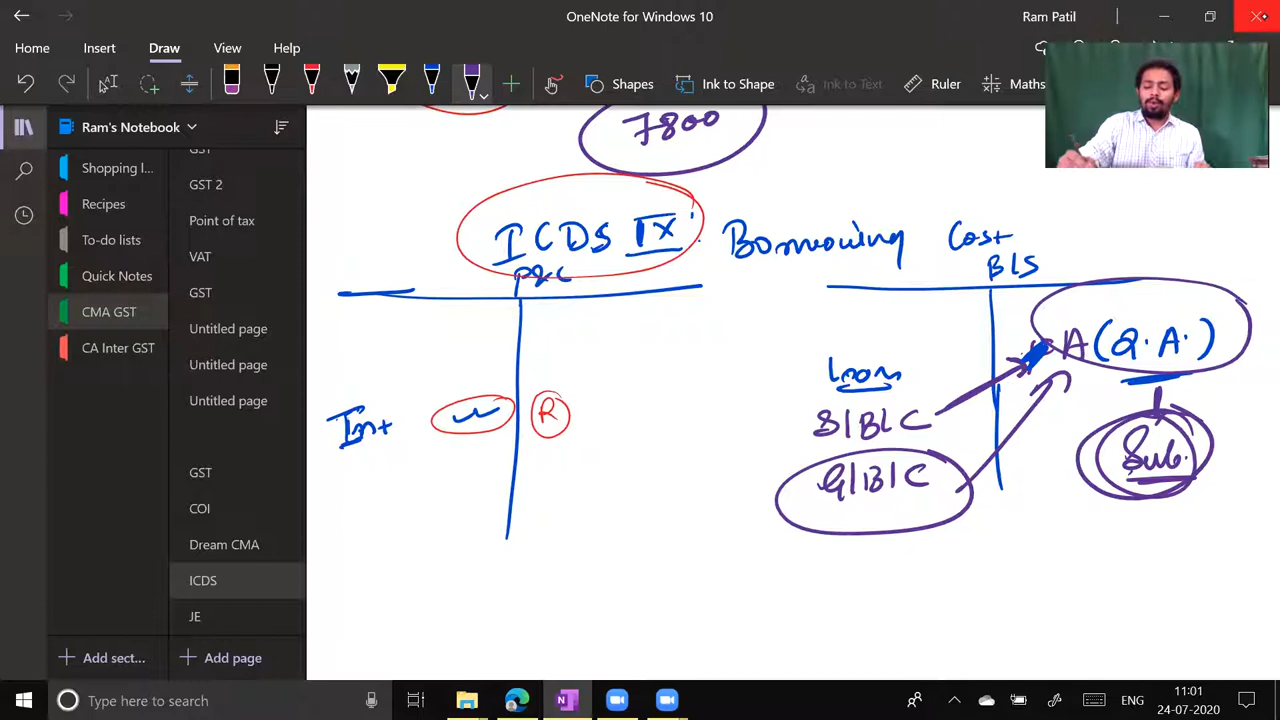 OneNote for Windows 10
Ram Patil
Home Insert Draw View Help
Shapes Ink to Shape Ink to Text Ruler Maths
Ram's Notebook
Shopping l...
Recipes
To-do lists
Quick Notes
CMA GST
CA Inter GST
GST
GST 2
Point of tax
VAT
GST
Untitled page
Untitled page
Untitled page
GST
COI
Dream CMA
ICDS
JE
Add sect...
Add page
7800
ICDS IX : Borrowing Cost
P&L
B/S
A (Q.A.)
Loan
Int R
S/B/C
G/B/C
Sub.
Type here to search
ENG
11:01
24-07-2020